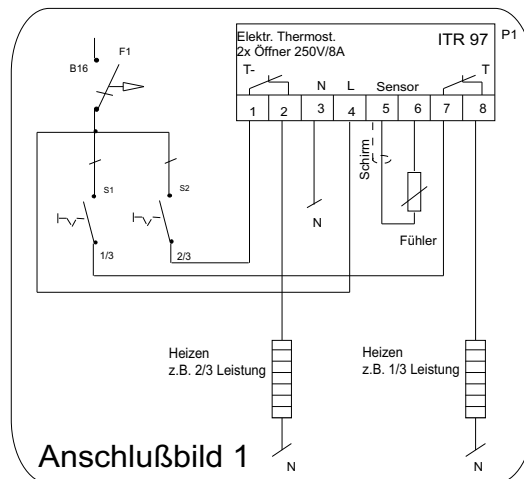 Elektr. Thermost.
2x Öffner 250V/8A
ITR 97
P1
T-
N
L
Sensor
T
1 2 3 4 5 6 7 8
B16
F1
Schirm
S1
S2
N
Fühler
1/3
2/3
Heizen
z.B. 2/3 Leistung
Heizen
z.B. 1/3 Leistung
Anschlußbild 1
N
N